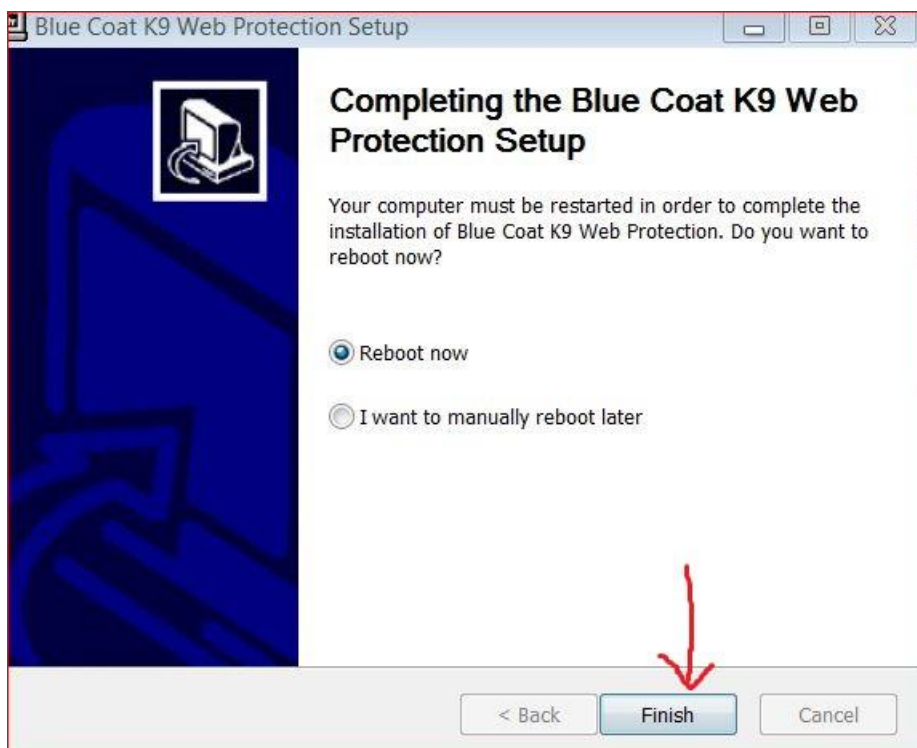 Blue Coat K9 Web Protection Setup
Completing the Blue Coat K9 Web
Protection Setup
Your computer must be restarted in order to complete the
installation of Blue Coat K9 Web Protection. Do you want to
reboot now?
Reboot now
I want to manually reboot later
< Back Finish Cancel